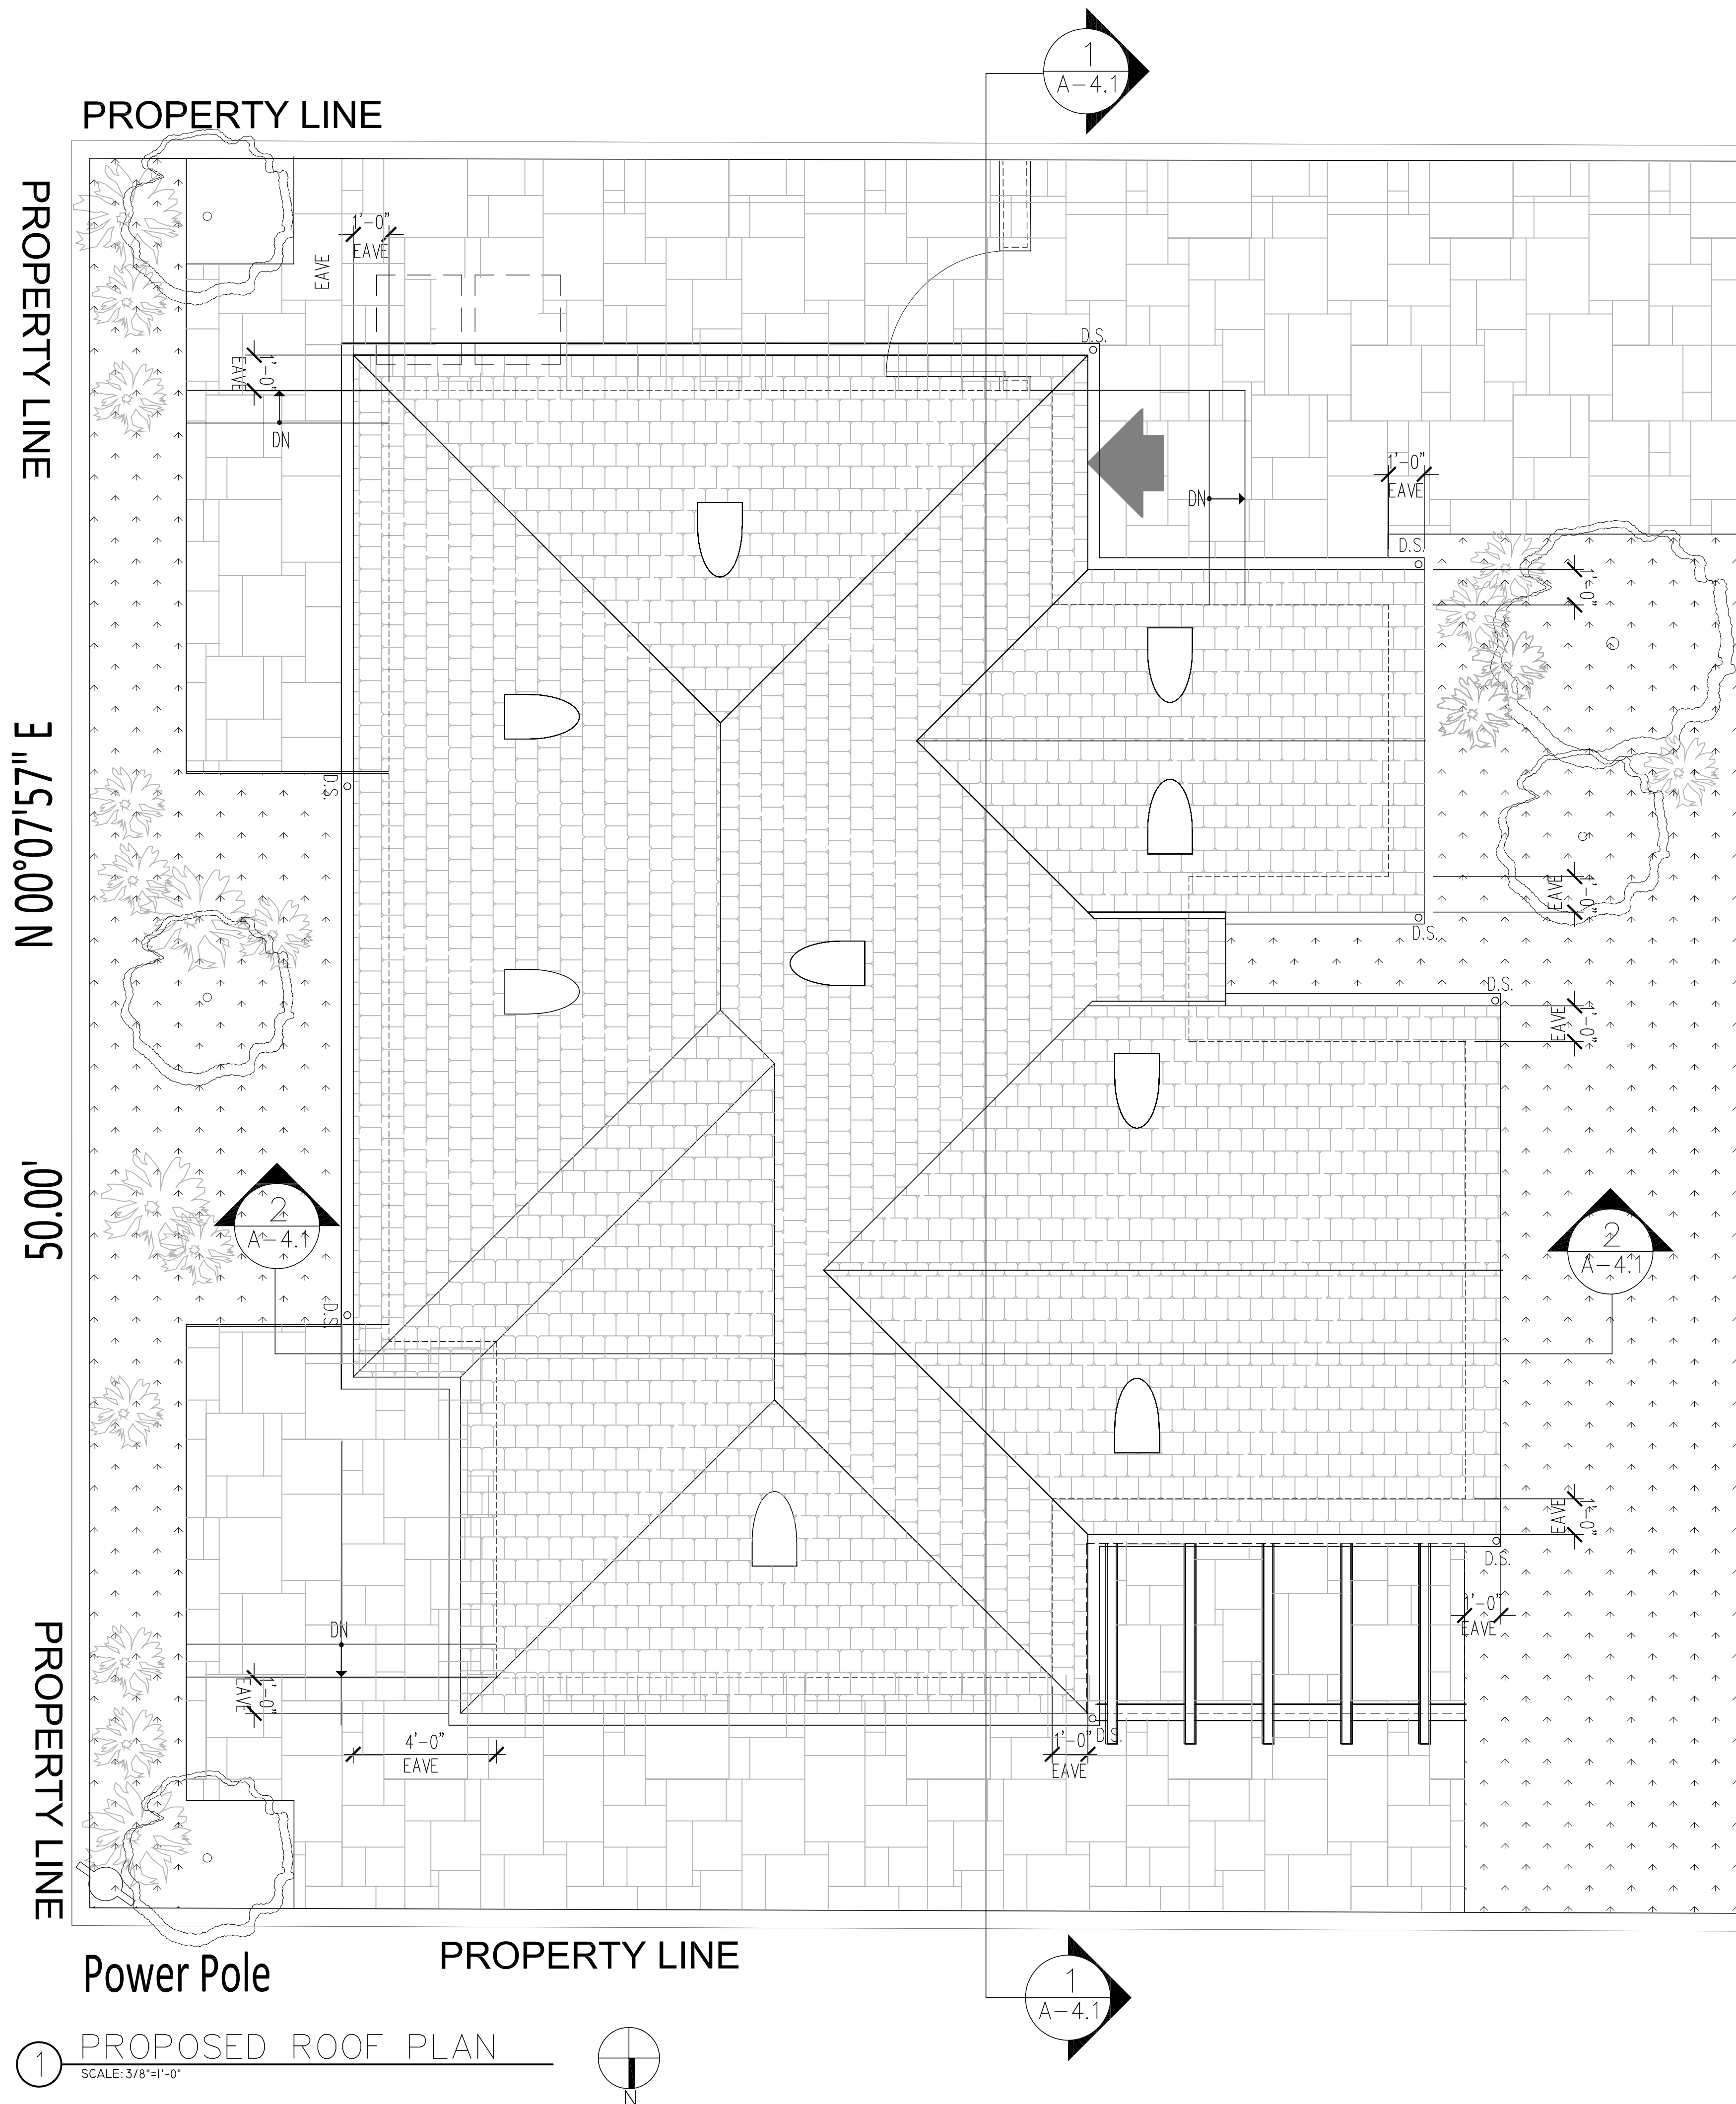 1
A-4.1
PROPERTY LINE
PROPERTY LINE
1'-0"
EAVE
EAVE
D.S.
1'-0"
EAVE
DN
1'-0"
EAVE
DN
D.S.
1'-0"
N 00°07'57" E
D.S.
EAVE
1'-0"
D.S.
D.S.
EAVE
1'-0"
50.00'
2
A-4.1
2
A-4.1
D.S.
EAVE
1'-0"
D.S.
1'-0"
EAVE
DN
PROPERTY LINE
EAVE
1'-0"
4'-0"
EAVE
1'-0"
EAVE
D.S.
PROPERTY LINE
Power Pole
1
A-4.1
1
PROPOSED ROOF PLAN
SCALE: 3/8"=1'-0"
N